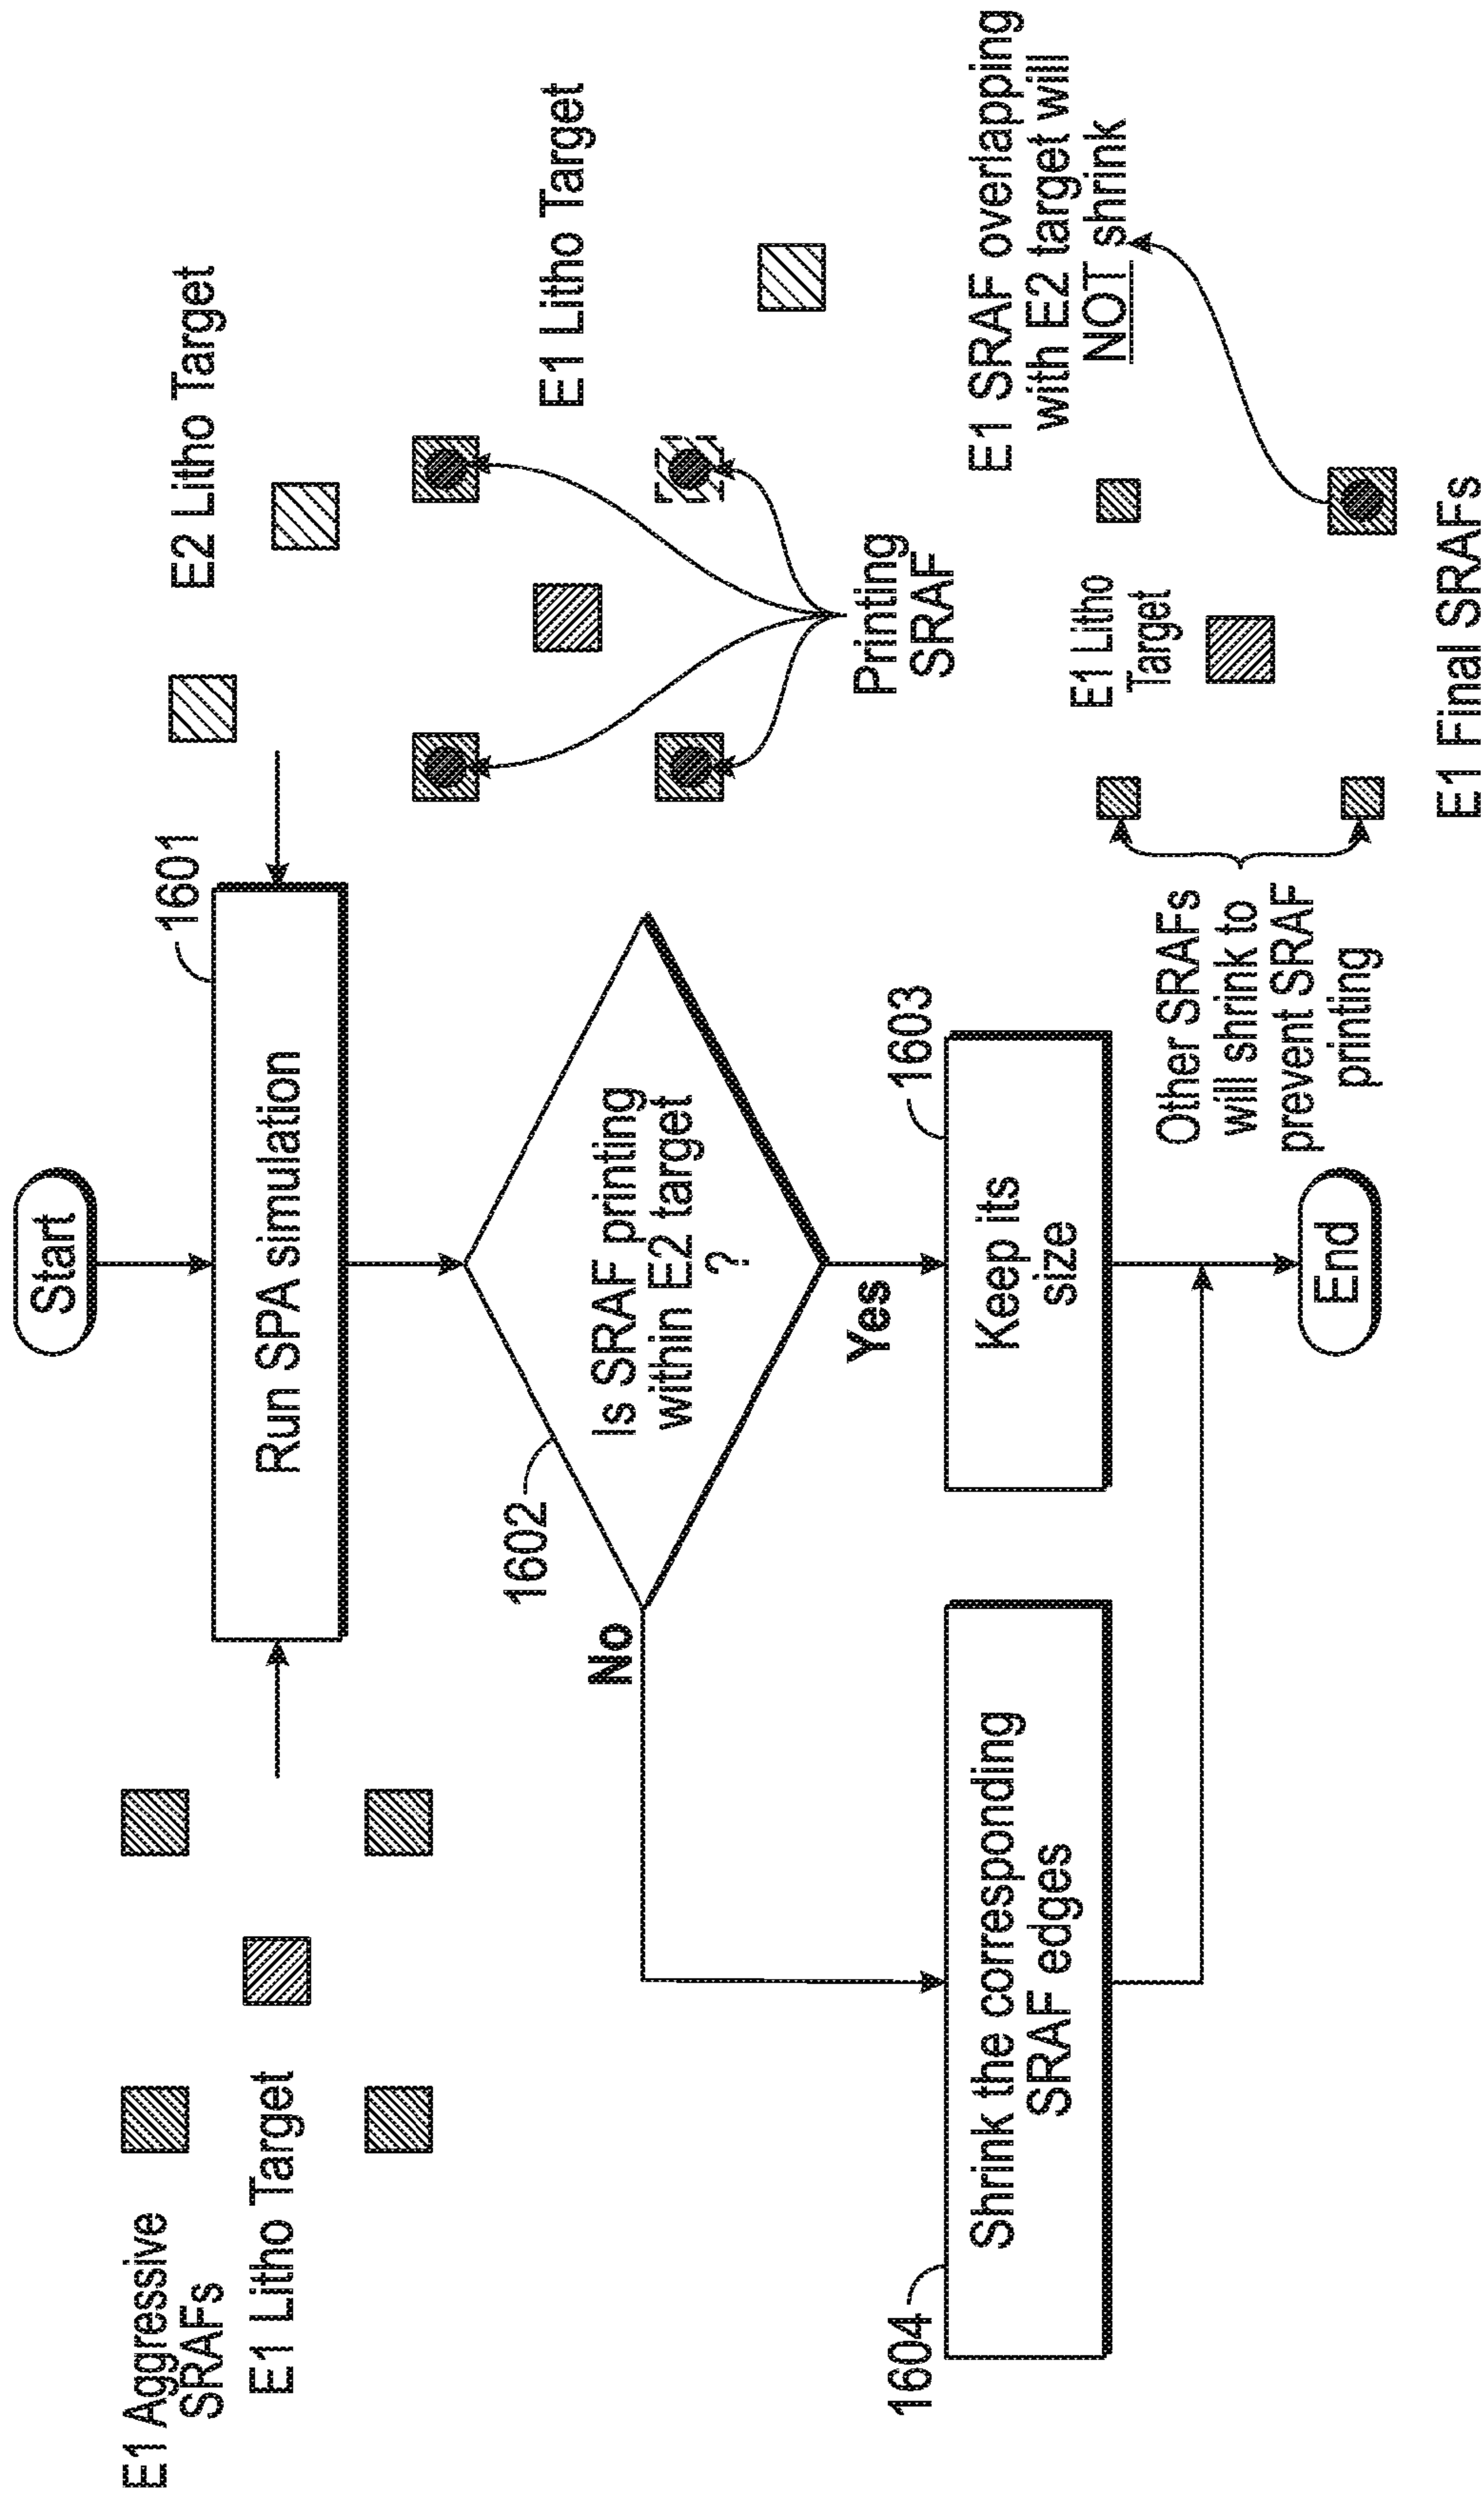 Start
E1 Aggressive
SRAFs
E1 Litho Target
1601
Run SPA simulation
E2 Litho Target
1602
Is SRAF printing
within E2 target
?
No
Yes
E1 Litho Target
Printing
SRAF
1604
Shrink the corresponding
SRAF edges
1603
Keep its
size
E1 SRAF overlapping
with E2 target will
NOT shrink
E1 Litho
Target
Other SRAFs
will shrink to
prevent SRAF
printing
End
E1 Final SRAFs